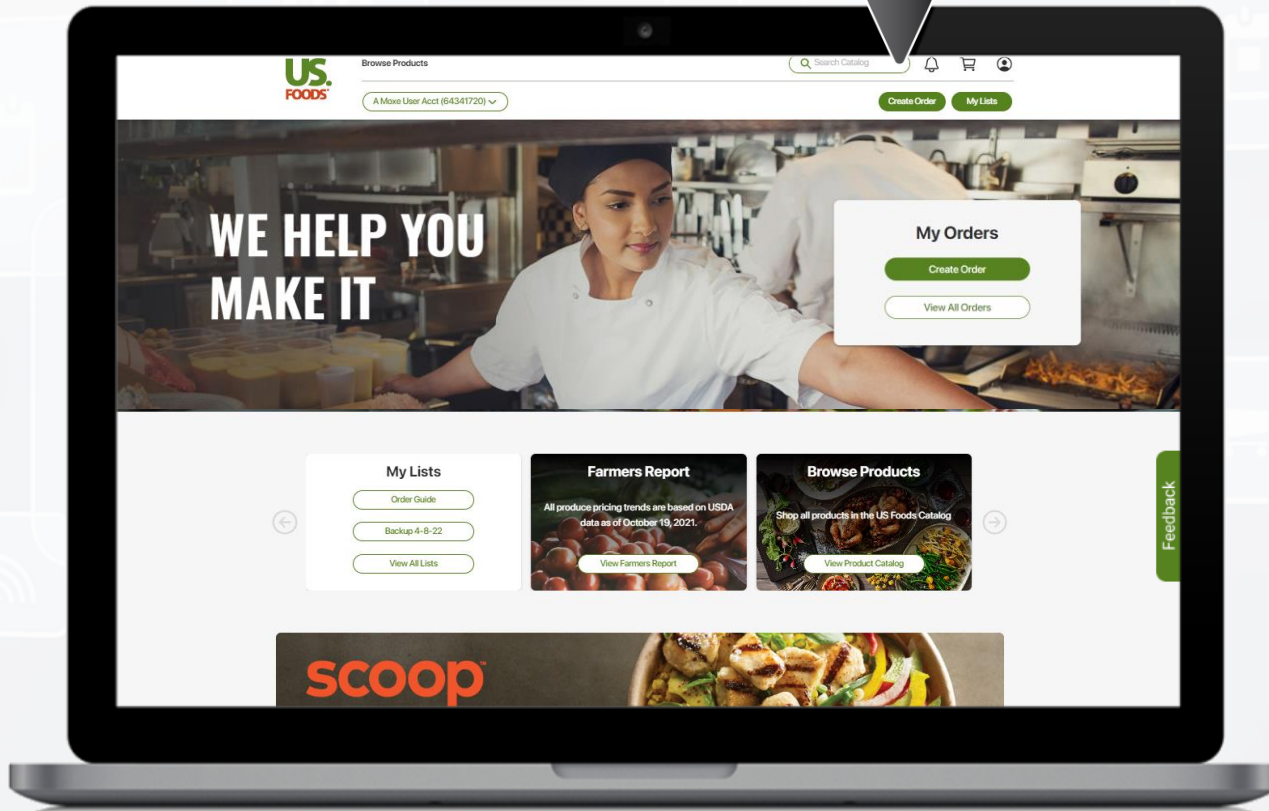 US.
FOODS
Browse Products
Search Catalog
A Moxe User Acct (64341720)
Create Order
My Lists
WE HELP YOU
MAKE IT
My Orders
Create Order
View All Orders
My Lists
Order Guide
Backup 4-8-22
View All Lists
Farmers Report
All produce pricing trends are based on USDA
data as of October 19, 2021.
View Farmers Report
Browse Products
Shop all products in the US Foods Catalog
View Product Catalog
Feedback
scoop™